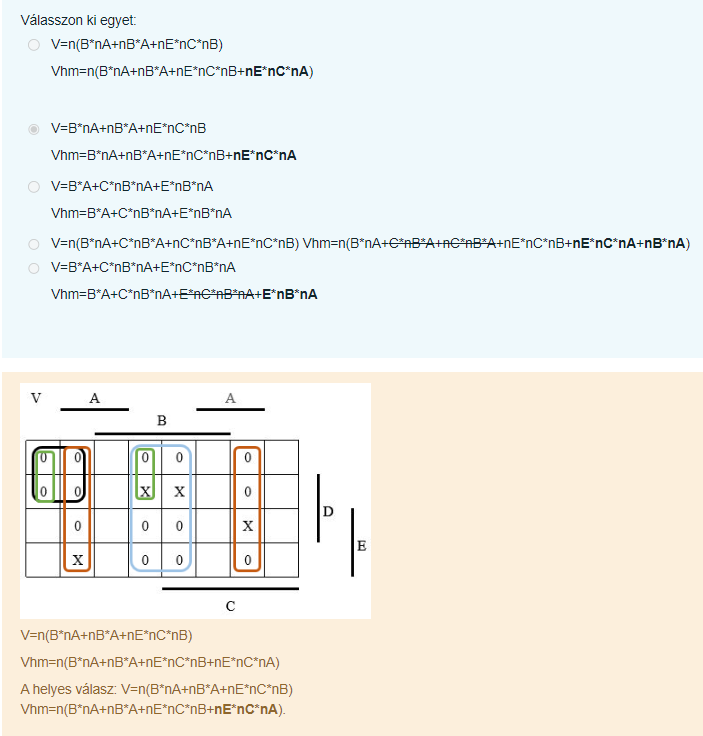 Válasszon ki egyet:
V=n(B*nA+nB*A+nE*nC*nB)
Vhm=n(B*nA+nB*A+nE*nC*nB+nE*nC*nA)
V=B*nA+nB*A+nE*nC*nB
Vhm=B*nA+nB*A+nE*nC*nB+nE*nC*nA
V=B*A+C*nB*nA+E*nB*nA
Vhm=B*A+C*nB*nA+E*nB*nA
V=n(B*nA+C*nB*A+nC*nB*A+nE*nC*nB) Vhm=n(B*nA+C*nB*A+nC*nB*A+nE*nC*nB+nE*nC*nA+nB*nA)
V=B*A+C*nB*nA+E*nC*nB*nA
Vhm=B*A+C*nB*nA+E*nC*nB*nA+E*nB*nA
V A A
B
0 0 0 0 0
0 0 X X 0
D
0 0 0 X
E
X 0 0 0
C
V=n(B*nA+nB*A+nE*nC*nB)
Vhm=n(B*nA+nB*A+nE*nC*nB+nE*nC*nA)
A helyes válasz: V=n(B*nA+nB*A+nE*nC*nB)
Vhm=n(B*nA+nB*A+nE*nC*nB+nE*nC*nA).